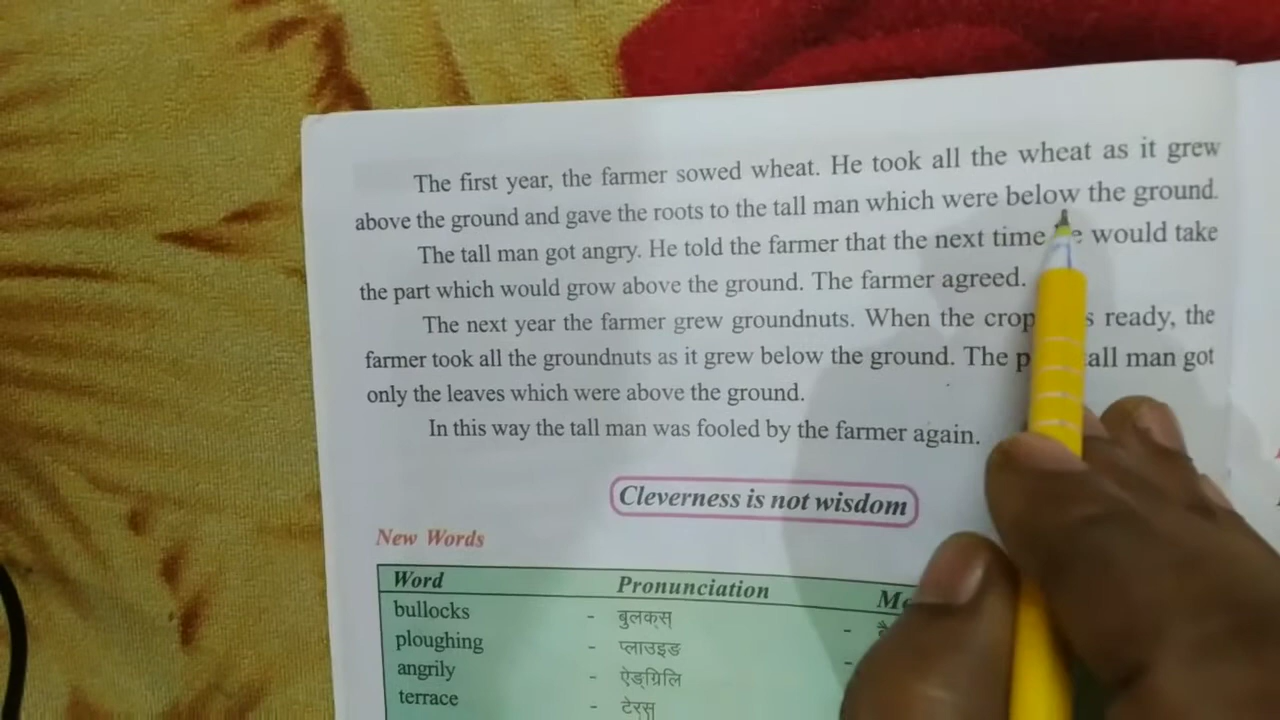 The first year, the farmer sowed wheat. He took all the wheat as it grew
above the ground and gave the roots to the tall man which were below the ground.
The tall man got angry. He told the farmer that the next time would take
the part which would grow above the ground. The farmer agreed.
The next year the farmer grew groundnuts. When the crop ready, the
farmer took all the groundnuts as it grew below the ground. The man got
only the leaves which were above the ground.
In this way the tall man was fooled by the farmer again.
Cleverness is not wisdom
New Words
Word Pronunciation
bullocks - बुलक्स् -
ploughing - प्लाउइङ -
angrily - ऐङ्ग्रिलि
terrace - टेरस्